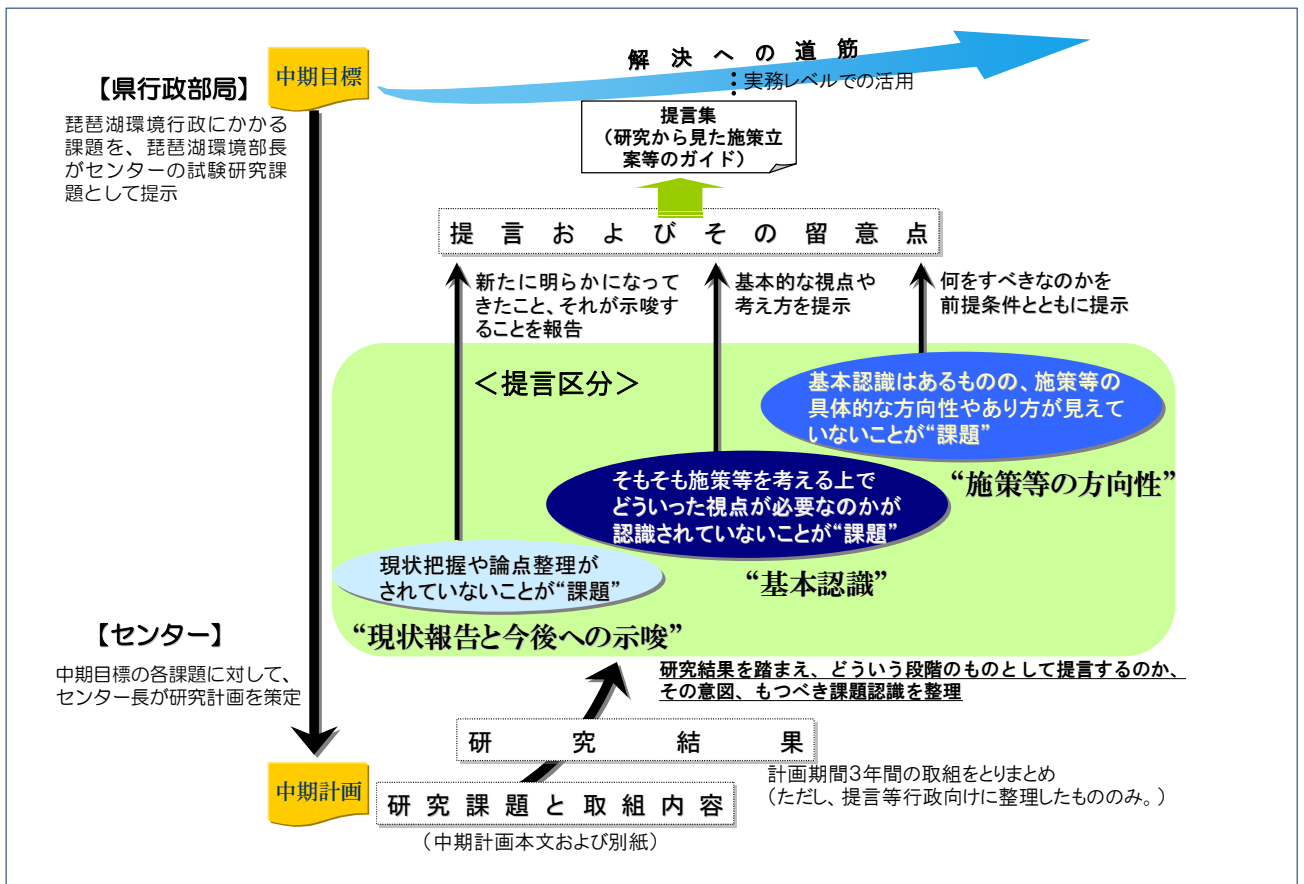 解決への道筋
中期目標
【県行政部局】
実務レベルでの活用
琵琶湖環境行政にかかる
課題を、琵琶湖環境部長
がセンターの試験研究課
題として提示
提言集
（研究から見た施策立
案等のガイド）
提言およびその留意点
新たに明らかになって
きたこと、それが示唆す
ることを報告
基本的な視点や
考え方を提示
何をすべきなのかを
前提条件とともに提示
＜提言区分＞
基本認識はあるものの、施策等の
具体的な方向性やあり方が見えて
いないことが“課題”
“施策等の方向性”
そもそも施策等を考える上で
どういった視点が必要なのかが
認識されていないことが“課題”
“基本認識”
現状把握や論点整理が
されていないことが“課題”
“現状報告と今後への示唆”
【センター】
中期目標の各課題に対して、
センター長が研究計画を策定
研究結果を踏まえ、どういう段階のものとして提言するのか、
その意図、もつべき課題認識を整理
研究結果
計画期間3年間の取組をとりまとめ
（ただし、提言等行政向けに整理したもののみ。）
中期計画
研究課題と取組内容
（中期計画本文および別紙）